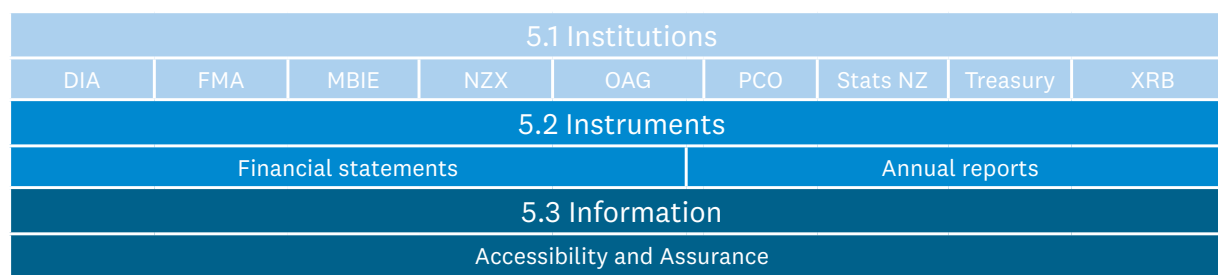 5.1 Institutions
DIA FMA MBIE NZX OAG PCO Stats NZ Treasury XRB
5.2 Instruments
Financial statements Annual reports
5.3 Information
Accessibility and Assurance